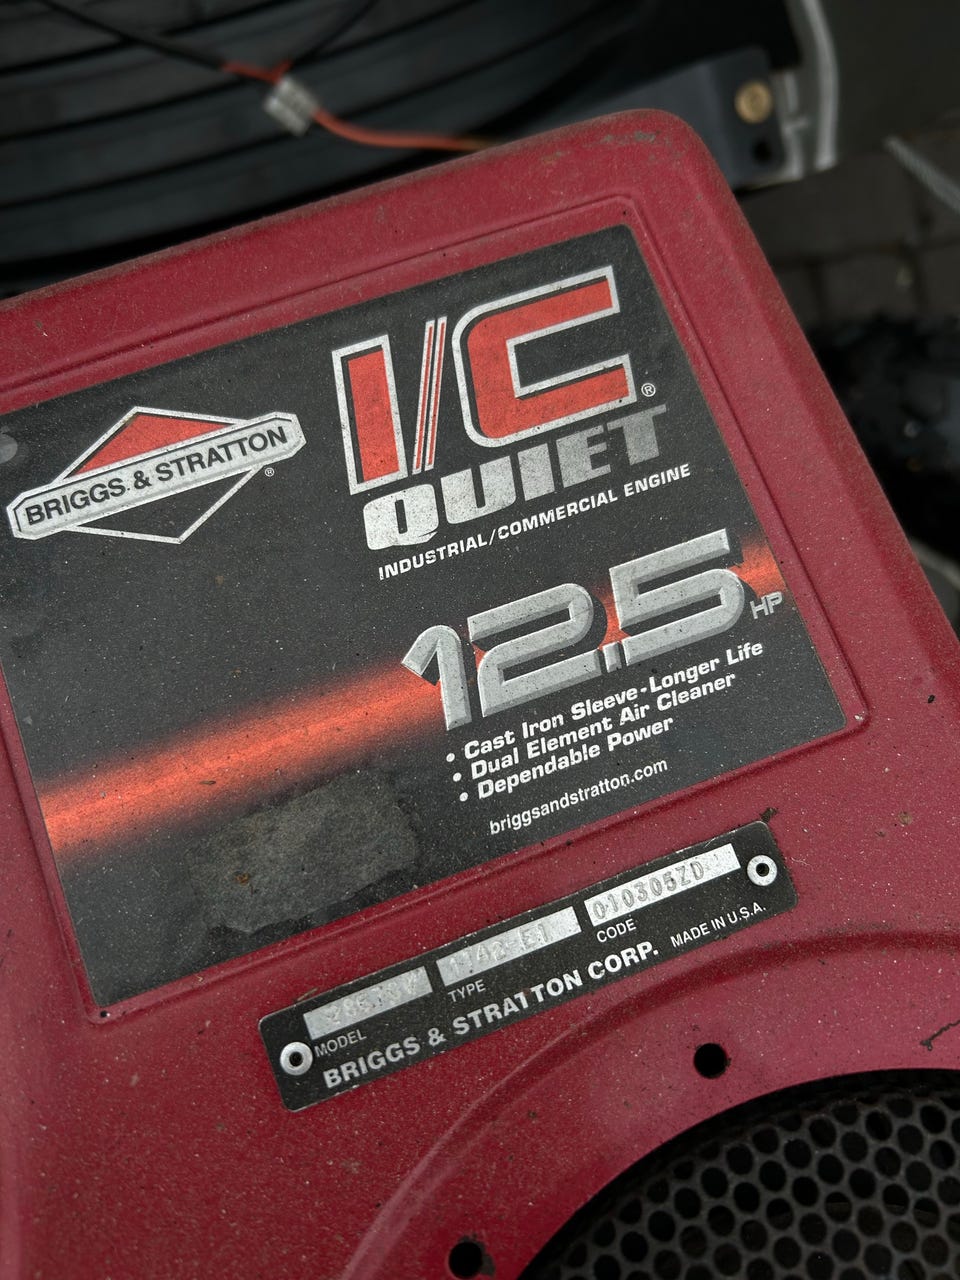 BRIGGS & STRATTON®
I/C®
QUIET
INDUSTRIAL/COMMERCIAL ENGINE
12.5 HP
• Cast Iron Sleeve-Longer Life
• Dual Element Air Cleaner
• Dependable Power
briggsandstratton.com
010305ZD
MODEL TYPE CODE
BRIGGS & STRATTON CORP. MADE IN U.S.A.